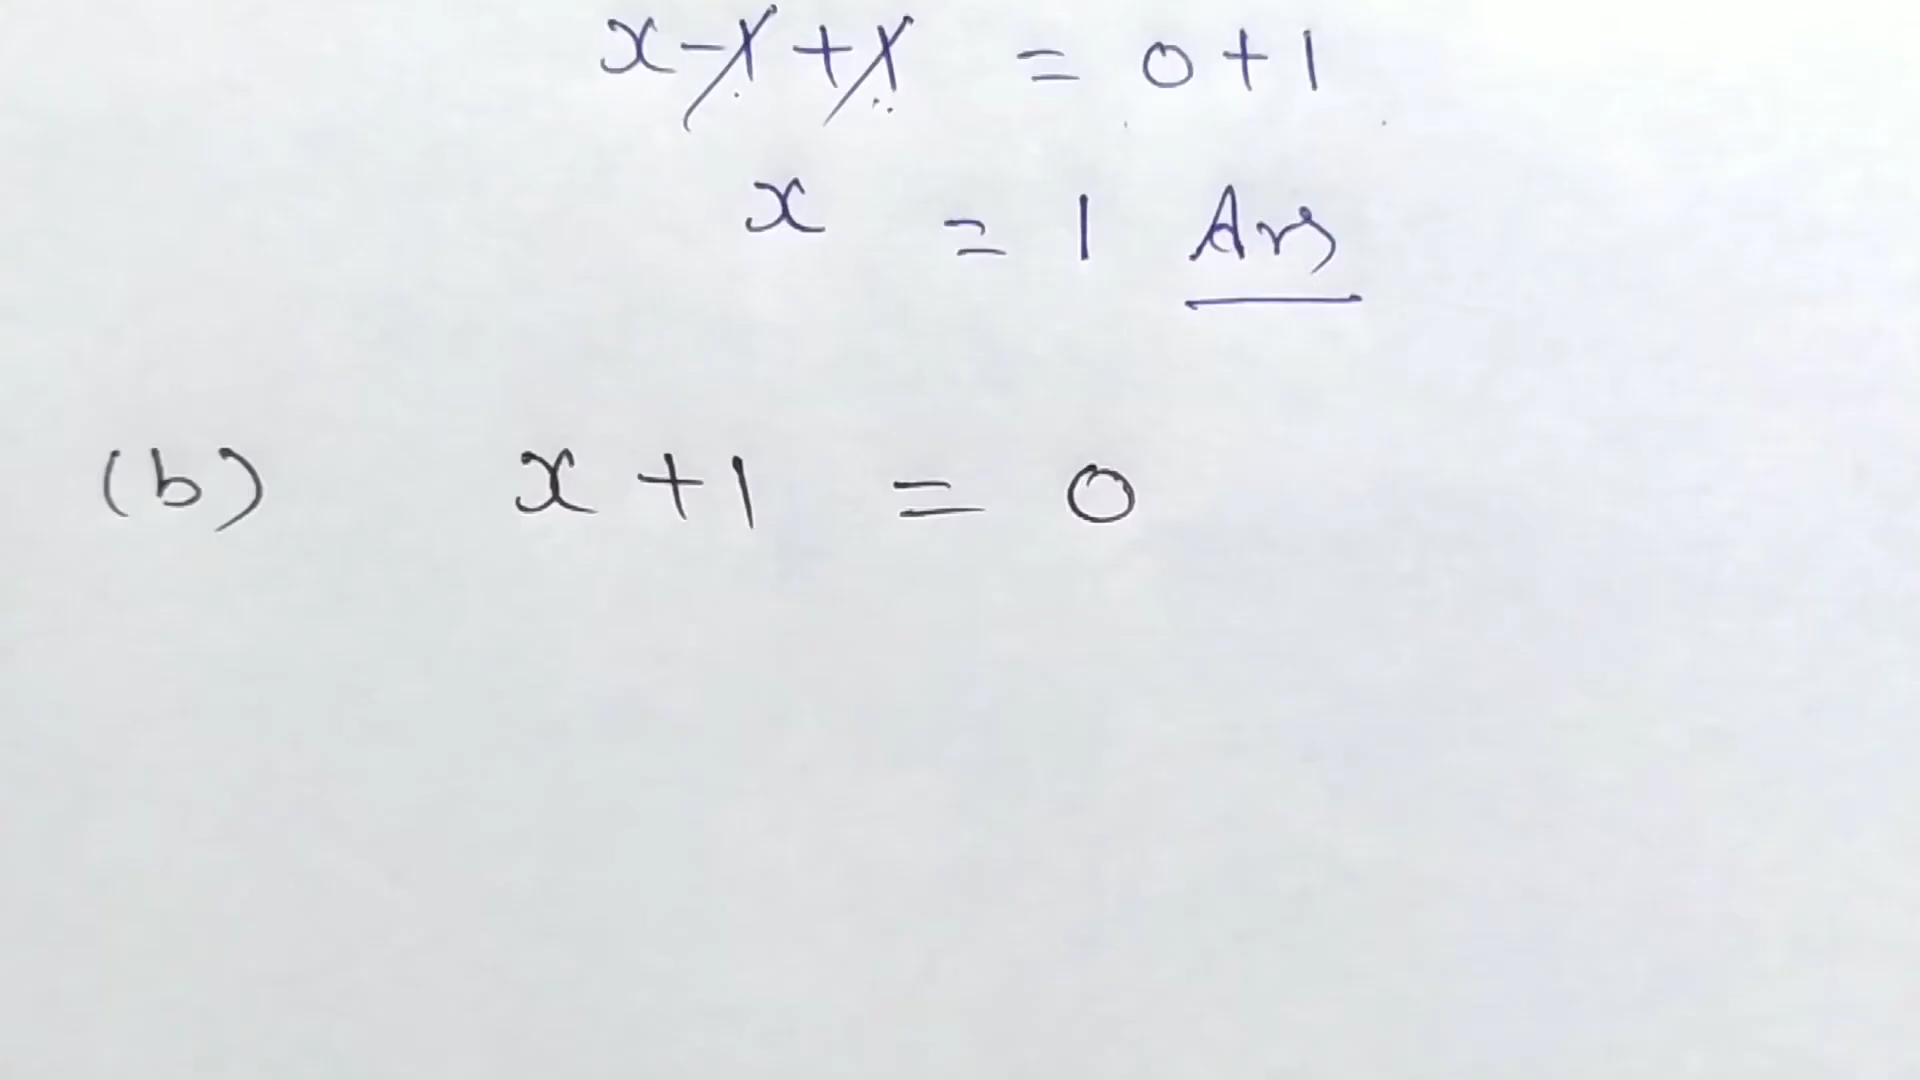 x - 1 + 1 = 0 + 1
x = 1 Ans
(b) x + 1 = 0